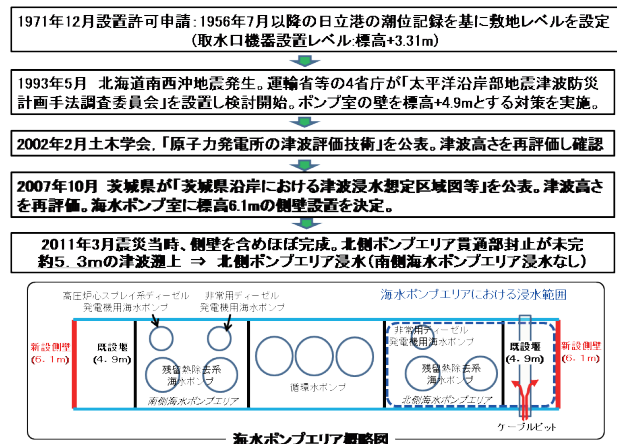 1971年12月設置許可申請：1956年7月以降の日立港の潮位記録を基に敷地レベルを設定
(取水口機器設置レベル:標高+3.31m)
1993年5月 北海道南西沖地震発生。運輸省等の4省庁が「太平洋沿岸部地震津波防災
計画手法調査委員会」を設置し検討開始。ポンプ室の壁を標高+4.9mとする対策を実施。
2002年2月土木学会，「原子力発電所の津波評価技術」を公表。津波高さを再評価し確認
2007年10月 茨城県が「茨城県沿岸における津波浸水想定区域図等」を公表。津波高さ
を再評価。海水ポンプ室に標高6.1mの側壁設置を決定。
2011年3月震災当時、側壁を含めほぼ完成。北側ポンプエリア貫通部封止が未完
約5．3mの津波遡上 ⇒ 北側ポンプエリア浸水(南側海水ポンプエリア浸水なし)
高圧炉心スプレイ系ディーゼル
発電機用海水ポンプ
非常用ディーゼル
発電機用海水ポンプ
海水ポンプエリアにおける浸水範囲
新設側壁
(6．1m)
既設堰
(4.9m)
残留熱除去系
海水ポンプ
南側海水ポンプエリア
循環水ポンプ
非常用ディーゼル
発電機用海水ポンプ
残留熱除去系
海水ポンプ
北側海水ポンプエリア
既設堰
(4.9m)
新設側壁
(6．1m)
ケーブルピット
海水ポンプエリア概略図